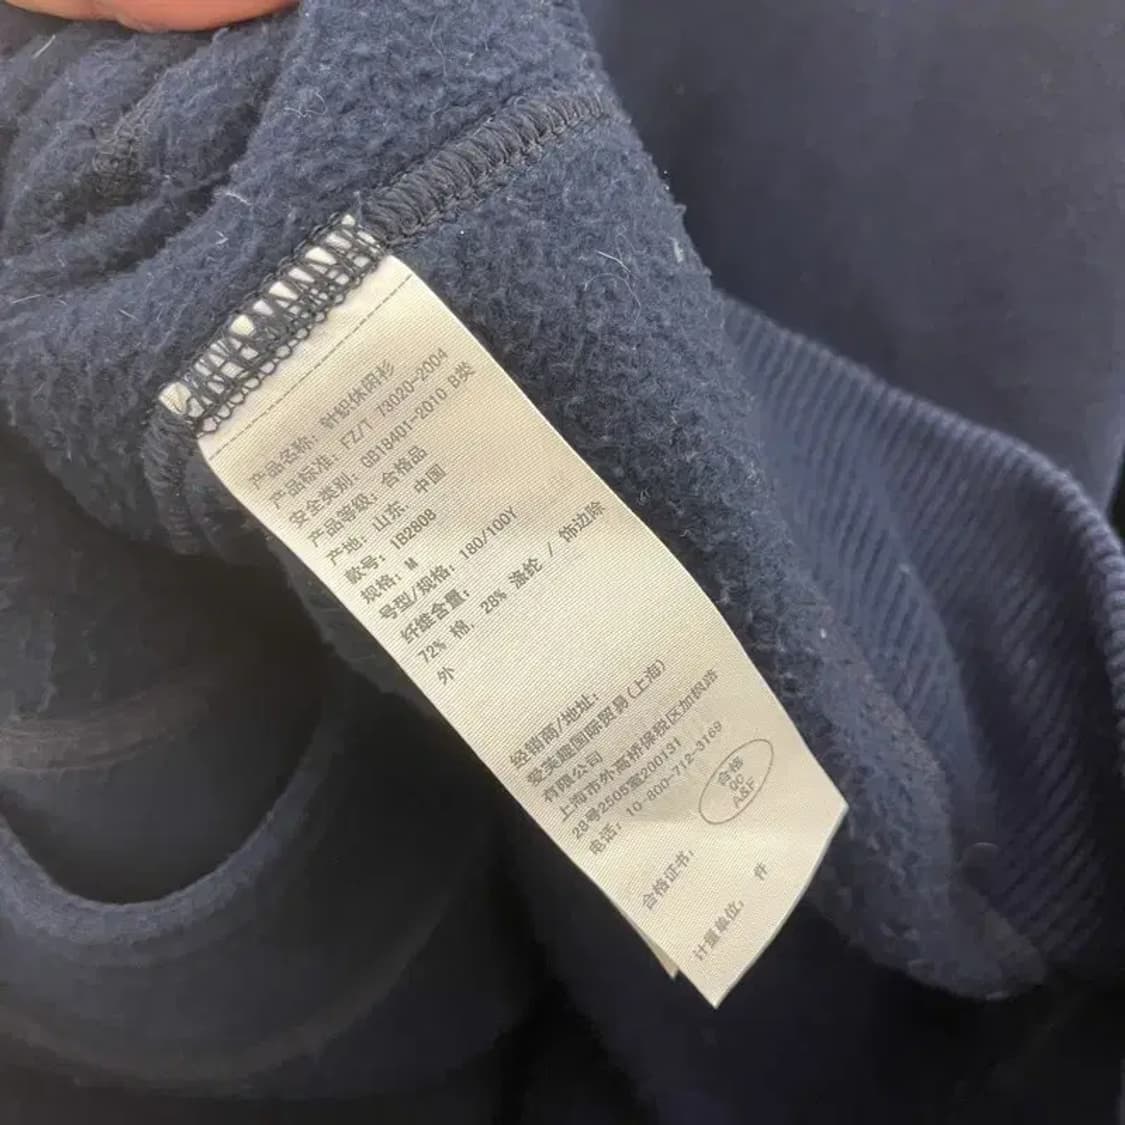 产品名称: 针织休闲衫
产品标准: FZ/T 73020-2004
安全类别: GB18401-2010 B类
产品等级: 合格品
产地: 山东, 中国
款号: IB2808
规格: M
号型/规格: 180/100Y
纤维含量:
72% 棉, 28% 涤纶 / 饰边除
外
经销商/地址:
爱芙趣国际贸易(上海)
有限公司
上海市外高桥保税区加枫路
28号2505室200131
电话: 10-800-712-3169
合格
QC
A&F
合格证书:
计量单位: 件